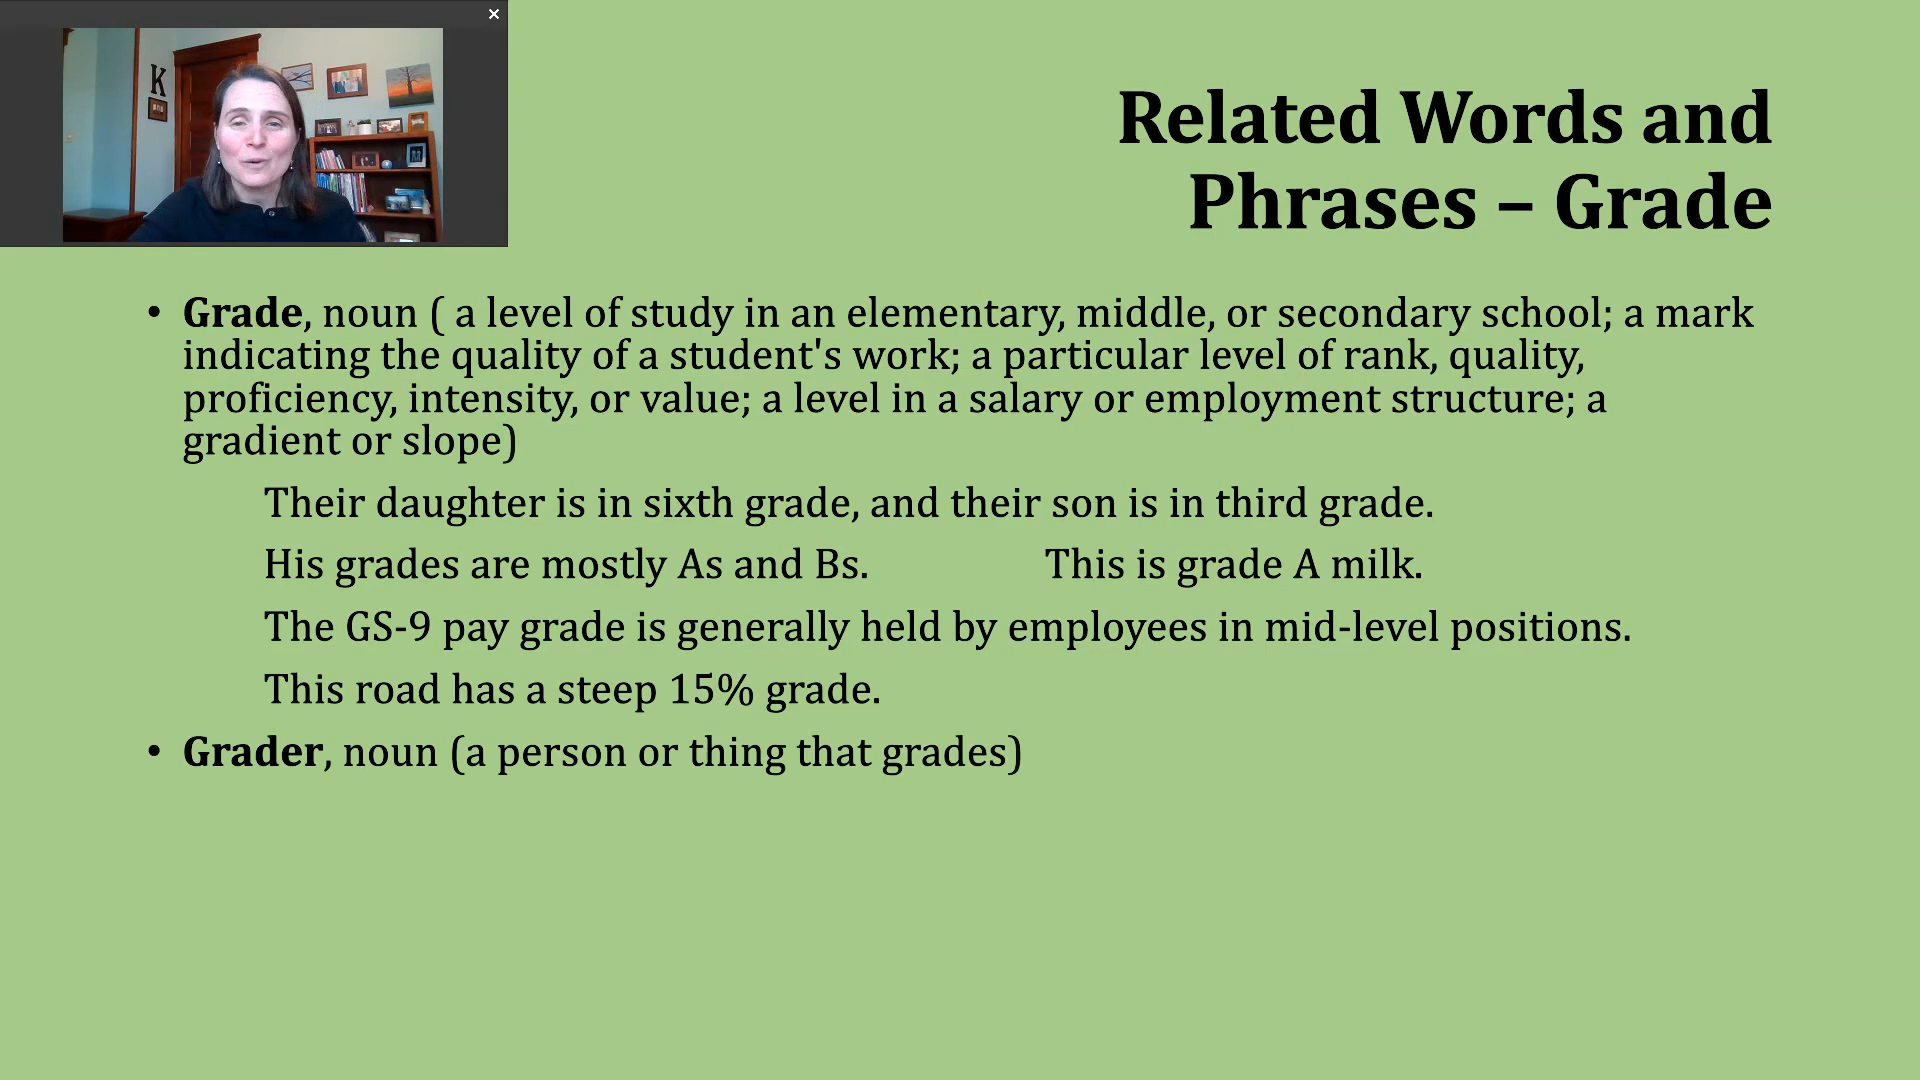 K
Related Words and
Phrases – Grade
• Grade, noun ( a level of study in an elementary, middle, or secondary school; a mark
indicating the quality of a student's work; a particular level of rank, quality,
proficiency, intensity, or value; a level in a salary or employment structure; a
gradient or slope)
Their daughter is in sixth grade, and their son is in third grade.
His grades are mostly As and Bs. This is grade A milk.
The GS-9 pay grade is generally held by employees in mid-level positions.
This road has a steep 15% grade.
• Grader, noun (a person or thing that grades)